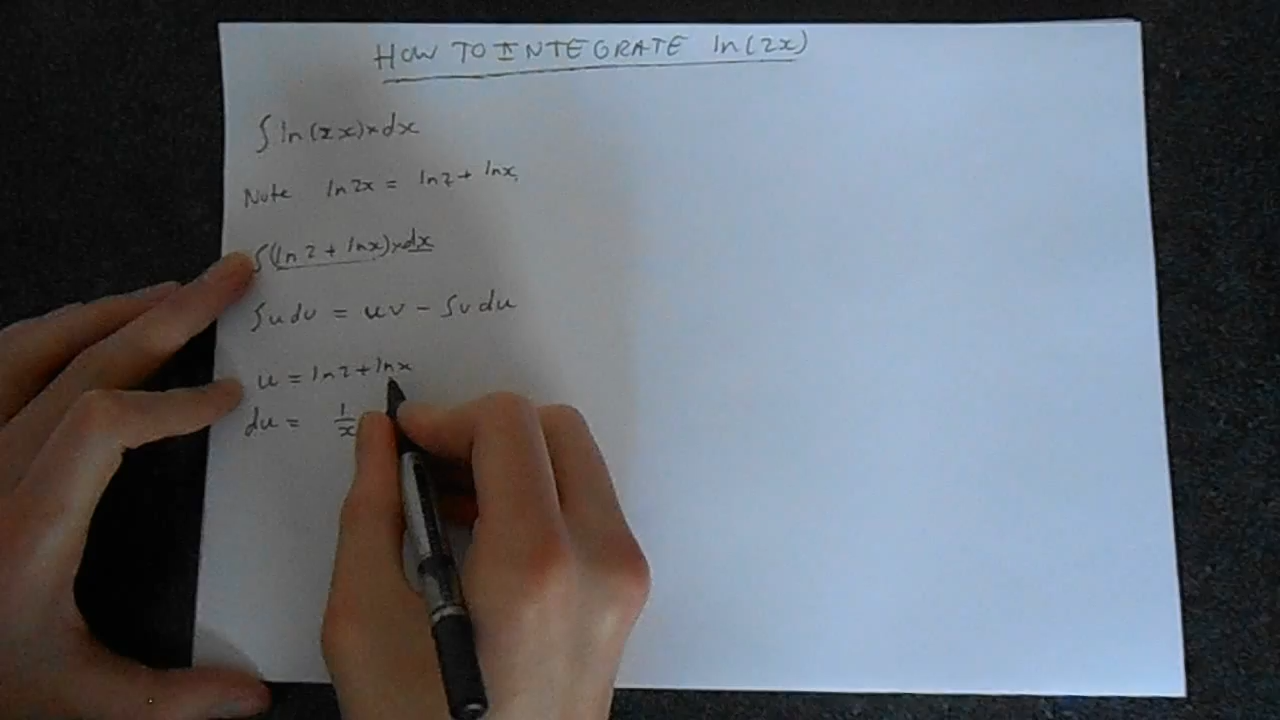 HOW TO INTEGRATE ln(2x)
∫ ln(2x)×dx
Note ln2x = ln2 + lnx,
∫(ln2 + lnx)×dx
∫udv = uv - ∫vdu
u = ln2 + lnx
du = 1/x